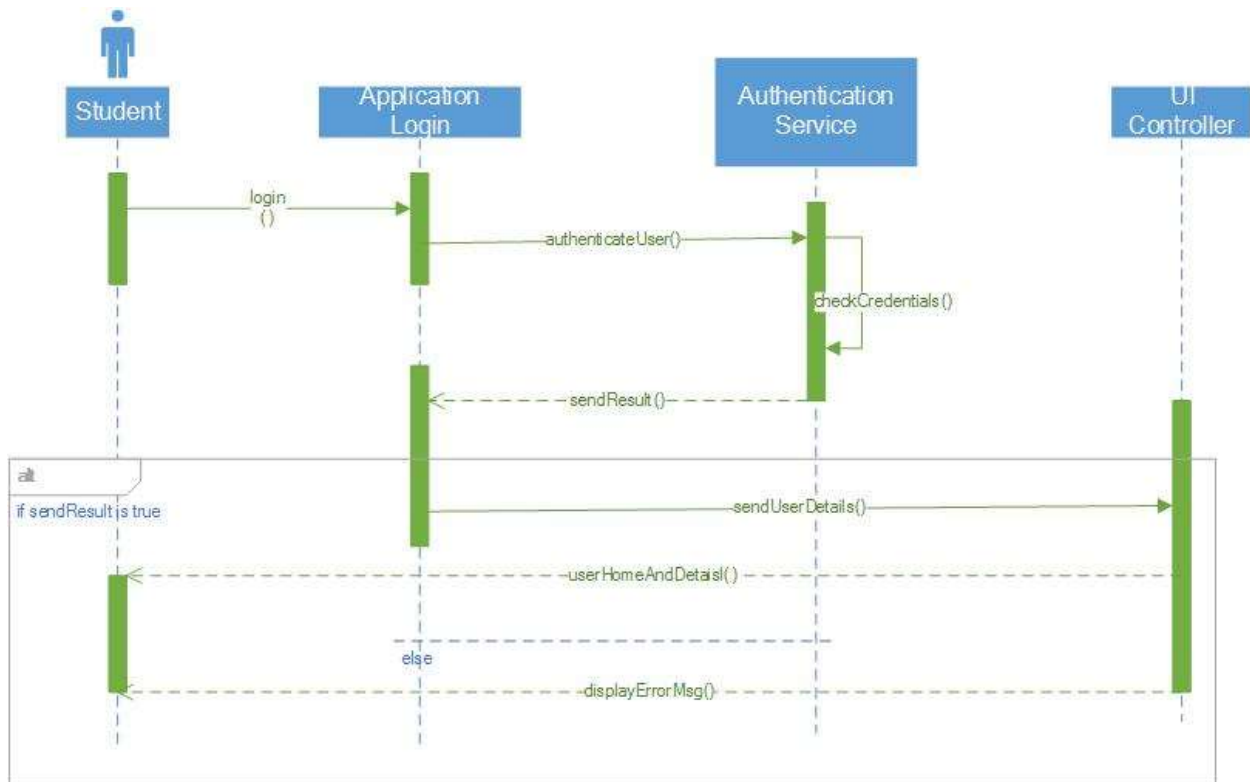 Student
Application
Login
Authentication
Service
UI
Controller
login
()
authenticateUser()
checkCredentials()
sendResult()
alt
if sendResult is true
sendUserDetails()
userHomeAndDetaisl()
else
displayErrorMsg()